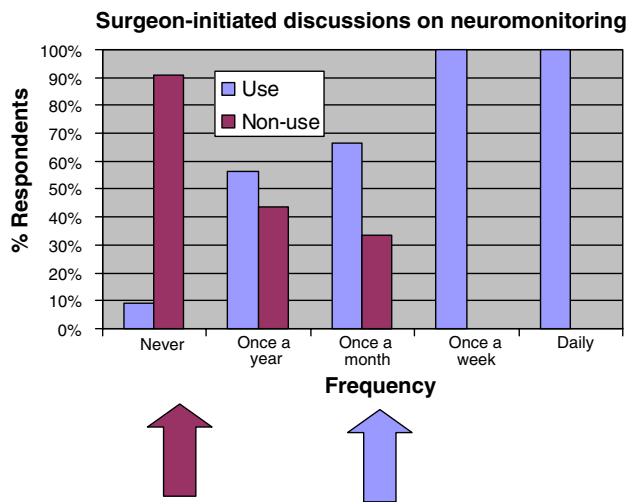 Surgeon-initiated discussions on neuromonitoring
% Respondents
100%
90%
80%
70%
60%
50%
40%
30%
20%
10%
0%
Use
Non-use
Never
Once a
year
Once a
month
Once a
week
Daily
Frequency